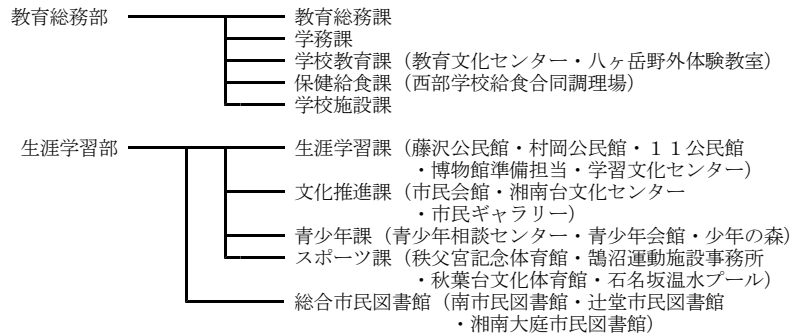 教育総務部 教育総務課
学務課
学校教育課（教育文化センター・八ヶ岳野外体験教室）
保健給食課（西部学校給食合同調理場）
学校施設課
生涯学習部 生涯学習課（藤沢公民館・村岡公民館・１１公民館
・博物館準備担当・学習文化センター）
文化推進課（市民会館・湘南台文化センター
・市民ギャラリー）
青少年課（青少年相談センター・青少年会館・少年の森）
スポーツ課（秩父宮記念体育館・鵠沼運動施設事務所
・秋葉台文化体育館・石名坂温水プール）
総合市民図書館（南市民図書館・辻堂市民図書館
・湘南大庭市民図書館）